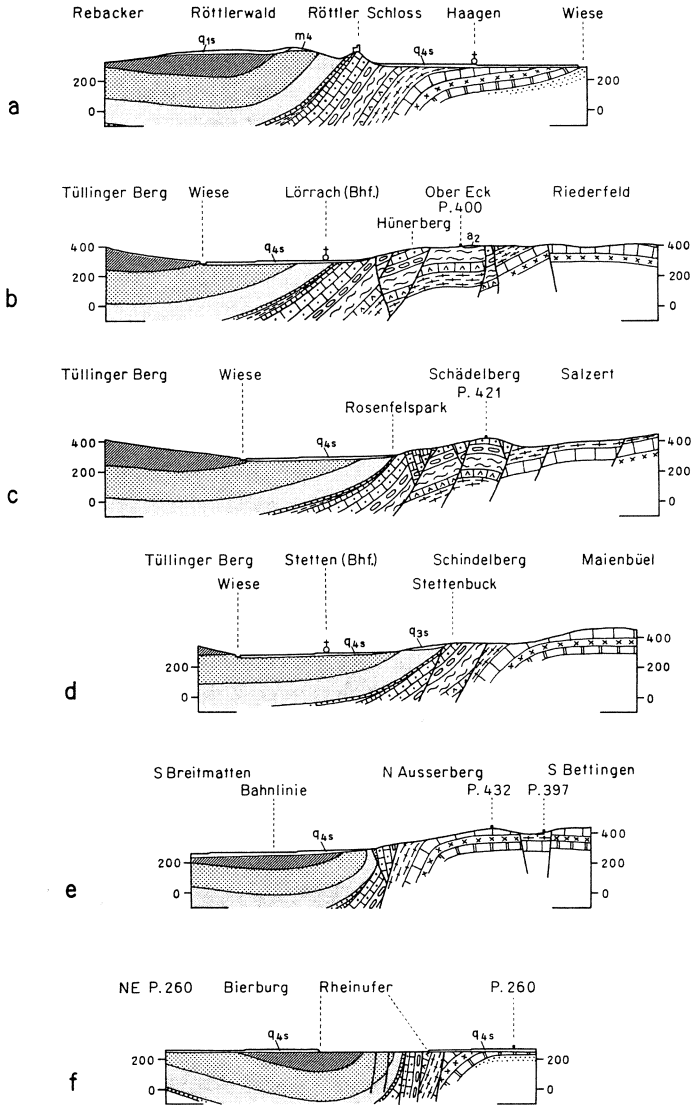 Rebacker Röttlerwald Röttler Schloss Haagen Wiese
q1s m4 q4s
200 200
0 0
a
Tüllinger Berg Wiese Lörrach (Bhf.) Ober Eck Riederfeld
P. 400
Hünerberg
q4s a2
400 400
200 200
0 0
b
Tüllinger Berg Wiese Schädelberg Salzert
P. 421
Rosenfelspark
q4s
400 400
200 200
0 0
c
Tüllinger Berg Stetten (Bhf.) Schindelberg Maienbüel
Wiese Stettenbuck
q4s q3s
400
200 200
0 0
d
S Breitmatten N Ausserberg S Bettingen
Bahnlinie P. 432 P. 397
q4s
400
200 200
0 0
e
NE P. 260 Bierburg Rheinufer P. 260
q4s q4s
200 200
0 0
f